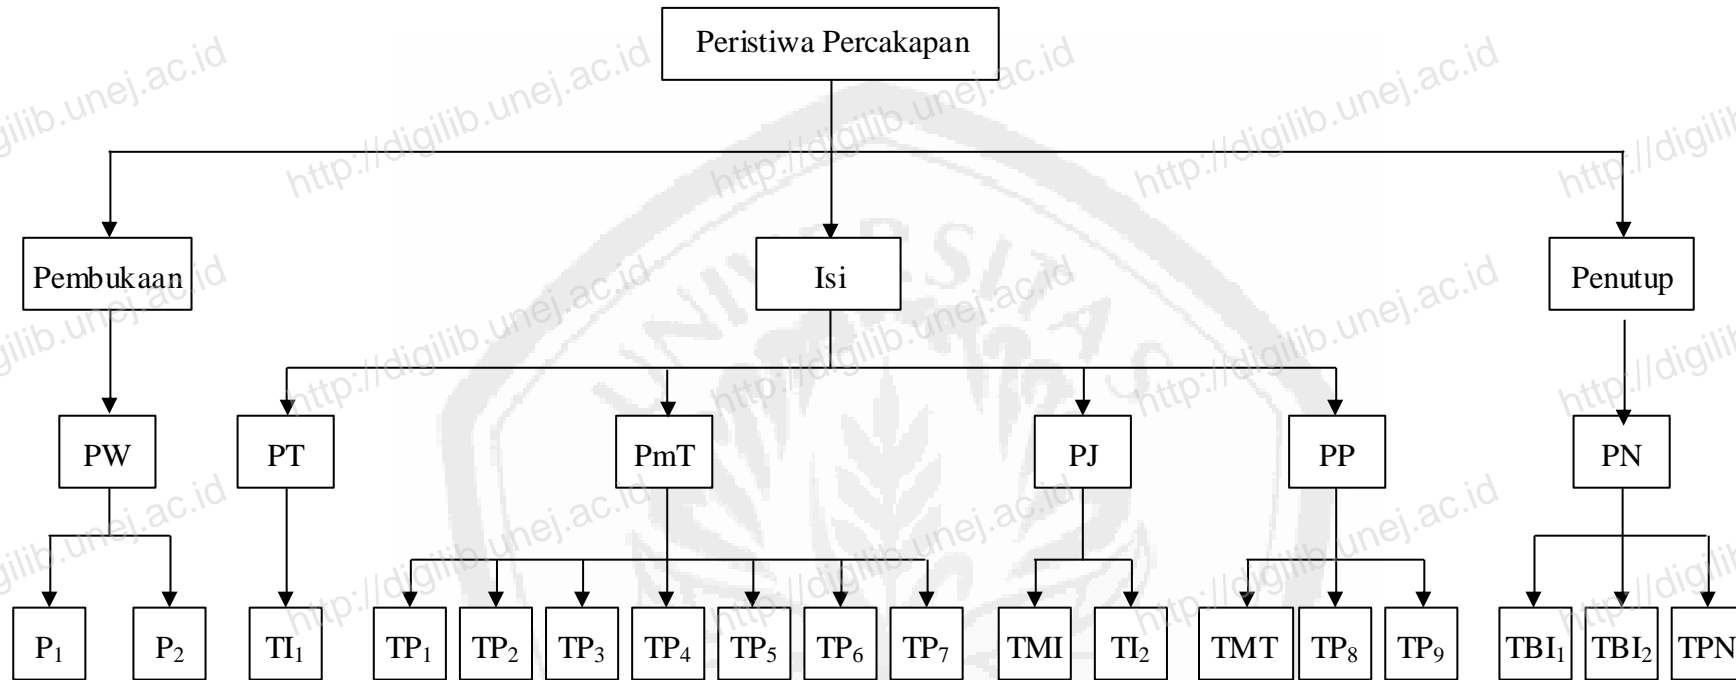 Peristiwa Percakapan
Pembukaan Isi Penutup
PW PT PmT PJ PP PN
P₁ P₂ TI₁ TP₁ TP₂ TP₃ TP₄ TP₅ TP₆ TP₇ TMI TI₂ TMT TP₈ TP₉ TBI₁ TBI₂ TPN
UNIVERSITAS
http://digilib.unej.ac.id